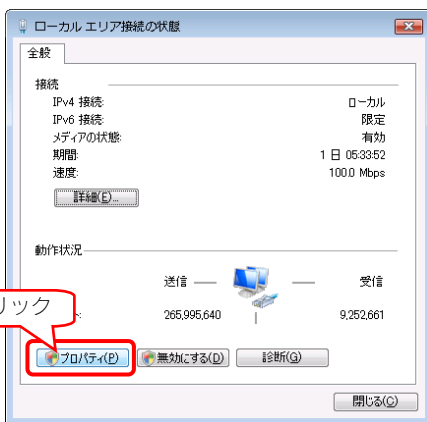 ローカル エリア接続の状態
全般
接続
IPv4 接続: ローカル
IPv6 接続: 限定
メディアの状態: 有効
期間: 1 日 05:33:52
速度: 100.0 Mbps
詳細(E)...
動作状況
送信 受信
リック
265,995,640 9,252,661
プロパティ(P) 無効にする(D) 診断(G)
閉じる(C)